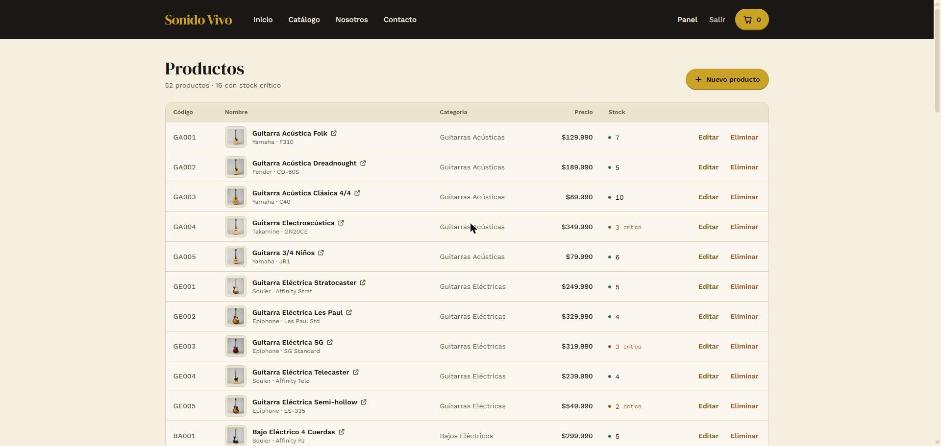 Sonido Vivo
Inicio
Catálogo
Nosotros
Contacto
Panel
Salir
0
Productos
52 productos · 16 con stock crítico
Nuevo producto
Código Nombre Categoría Precio Stock
GA001 Guitarra Acústica Folk Guitarras Acústicas $129.990 7 Editar Eliminar
Yamaha · F310
GA002 Guitarra Acústica Dreadnought Guitarras Acústicas $189.990 5 Editar Eliminar
Fender · CD-60S
GA003 Guitarra Acústica Clásica 4/4 Guitarras Acústicas $89.990 10 Editar Eliminar
Yamaha · C40
GA004 Guitarra Electroacústica Guitarras Acústicas $349.990 3 crítico Editar Eliminar
Takamine · GN20CE
GA005 Guitarra 3/4 Niños Guitarras Acústicas $79.990 6 Editar Eliminar
Yamaha · JR1
GE001 Guitarra Eléctrica Stratocaster Guitarras Eléctricas $249.990 5 Editar Eliminar
Squier · Affinity Strat
GE002 Guitarra Eléctrica Les Paul Guitarras Eléctricas $329.990 4 Editar Eliminar
Epiphone · Les Paul Std
GE003 Guitarra Eléctrica SG Guitarras Eléctricas $319.990 3 crítico Editar Eliminar
Epiphone · SG Standard
GE004 Guitarra Eléctrica Telecaster Guitarras Eléctricas $239.990 4 Editar Eliminar
Squier · Affinity Tele
GE005 Guitarra Eléctrica Semi-hollow Guitarras Eléctricas $549.990 2 crítico Editar Eliminar
Epiphone · ES-335
BA001 Bajo Eléctrico 4 Cuerdas Bajos Eléctricos $299.990 5 Editar Eliminar
Squier · Affinity PJ